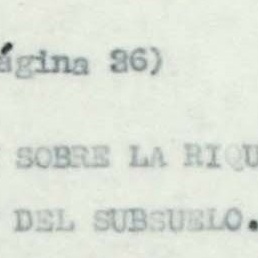 ágina 26)
SOBRE LA RIQU
DEL SUBSUELO.